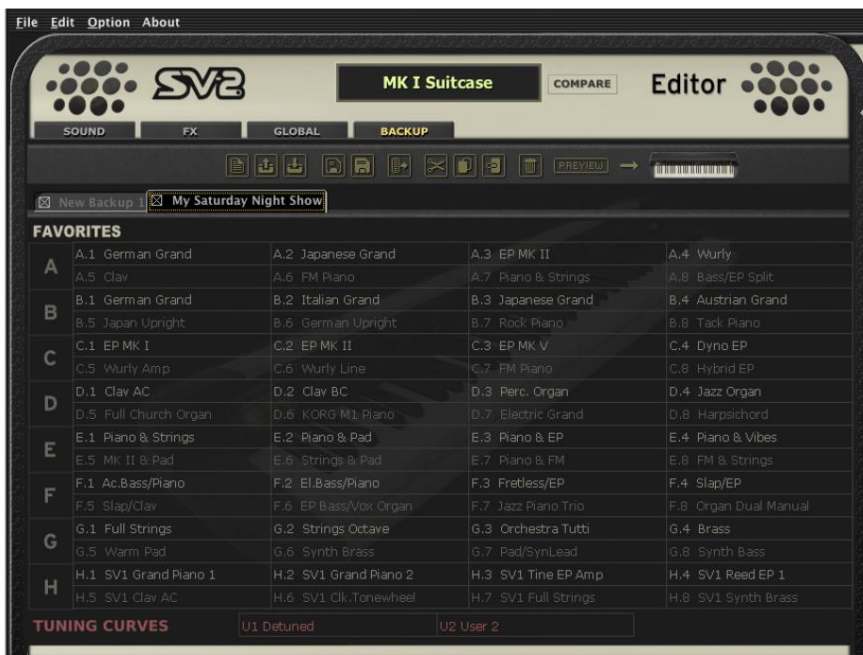 File Edit Option About
SV2 MK I Suitcase COMPARE Editor
SOUND FX GLOBAL BACKUP
PREVIEW
New Backup 1 My Saturday Night Show
FAVORITES
A
A.1 German Grand A.2 Japanese Grand A.3 EP MK II A.4 Wurly
A.5 Clav A.6 FM Piano A.7 Piano & Strings A.8 Bass/EP Split
B
B.1 German Grand B.2 Italian Grand B.3 Japanese Grand B.4 Austrian Grand
B.5 Japan Upright B.6 German Upright B.7 Rock Piano B.8 Tack Piano
C
C.1 EP MK I C.2 EP MK II C.3 EP MK V C.4 Dyno EP
C.5 Wurly Amp C.6 Wurly Line C.7 FM Piano C.8 Hybrid EP
D
D.1 Clav AC D.2 Clav BC D.3 Perc. Organ D.4 Jazz Organ
D.5 Full Church Organ D.6 KORG M1 Piano D.7 Electric Grand D.8 Harpsichord
E
E.1 Piano & Strings E.2 Piano & Pad E.3 Piano & EP E.4 Piano & Vibes
E.5 MK II & Pad E.6 Strings & Pad E.7 Piano & FM E.8 FM & Strings
F
F.1 Ac.Bass/Piano F.2 El.Bass/Piano F.3 Fretless/EP F.4 Slap/EP
F.5 Slap/Clav F.6 EP Bass/Vox Organ F.7 Jazz Piano Trio F.8 Organ Dual Manual
G
G.1 Full Strings G.2 Strings Octave G.3 Orchestra Tutti G.4 Brass
G.5 Warm Pad G.6 Synth Brass G.7 Pad/SynLead G.8 Synth Bass
H
H.1 SV1 Grand Piano 1 H.2 SV1 Grand Piano 2 H.3 SV1 Tine EP Amp H.4 SV1 Reed EP 1
H.5 SV1 Clav AC H.6 SV1 Clk.Tonewheel H.7 SV1 Full Strings H.8 SV1 Synth Brass
TUNING CURVES U1 Detuned U2 User 2